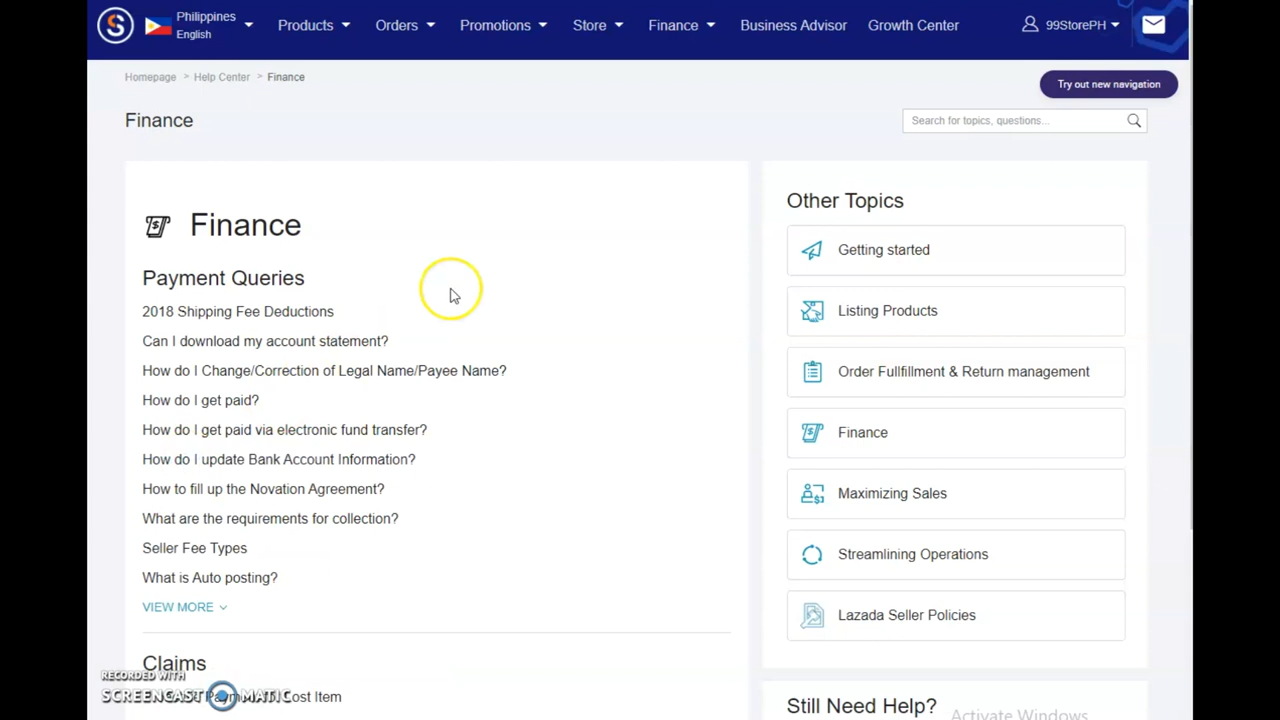 Philippines
English
Products
Orders
Promotions
Store
Finance
Business Advisor
Growth Center
99StorePH
Homepage > Help Center > Finance
Try out new navigation
Finance
Search for topics, questions...
Finance
Payment Queries
2018 Shipping Fee Deductions
Can I download my account statement?
How do I Change/Correction of Legal Name/Payee Name?
How do I get paid?
How do I get paid via electronic fund transfer?
How do I update Bank Account Information?
How to fill up the Novation Agreement?
What are the requirements for collection?
Seller Fee Types
What is Auto posting?
VIEW MORE
Claims
Cost Item
Other Topics
Getting started
Listing Products
Order Fullfillment & Return management
Finance
Maximizing Sales
Streamlining Operations
Lazada Seller Policies
Still Need Help?
Activate Windows
RECORDED WITH
SCREENCAST MATIC